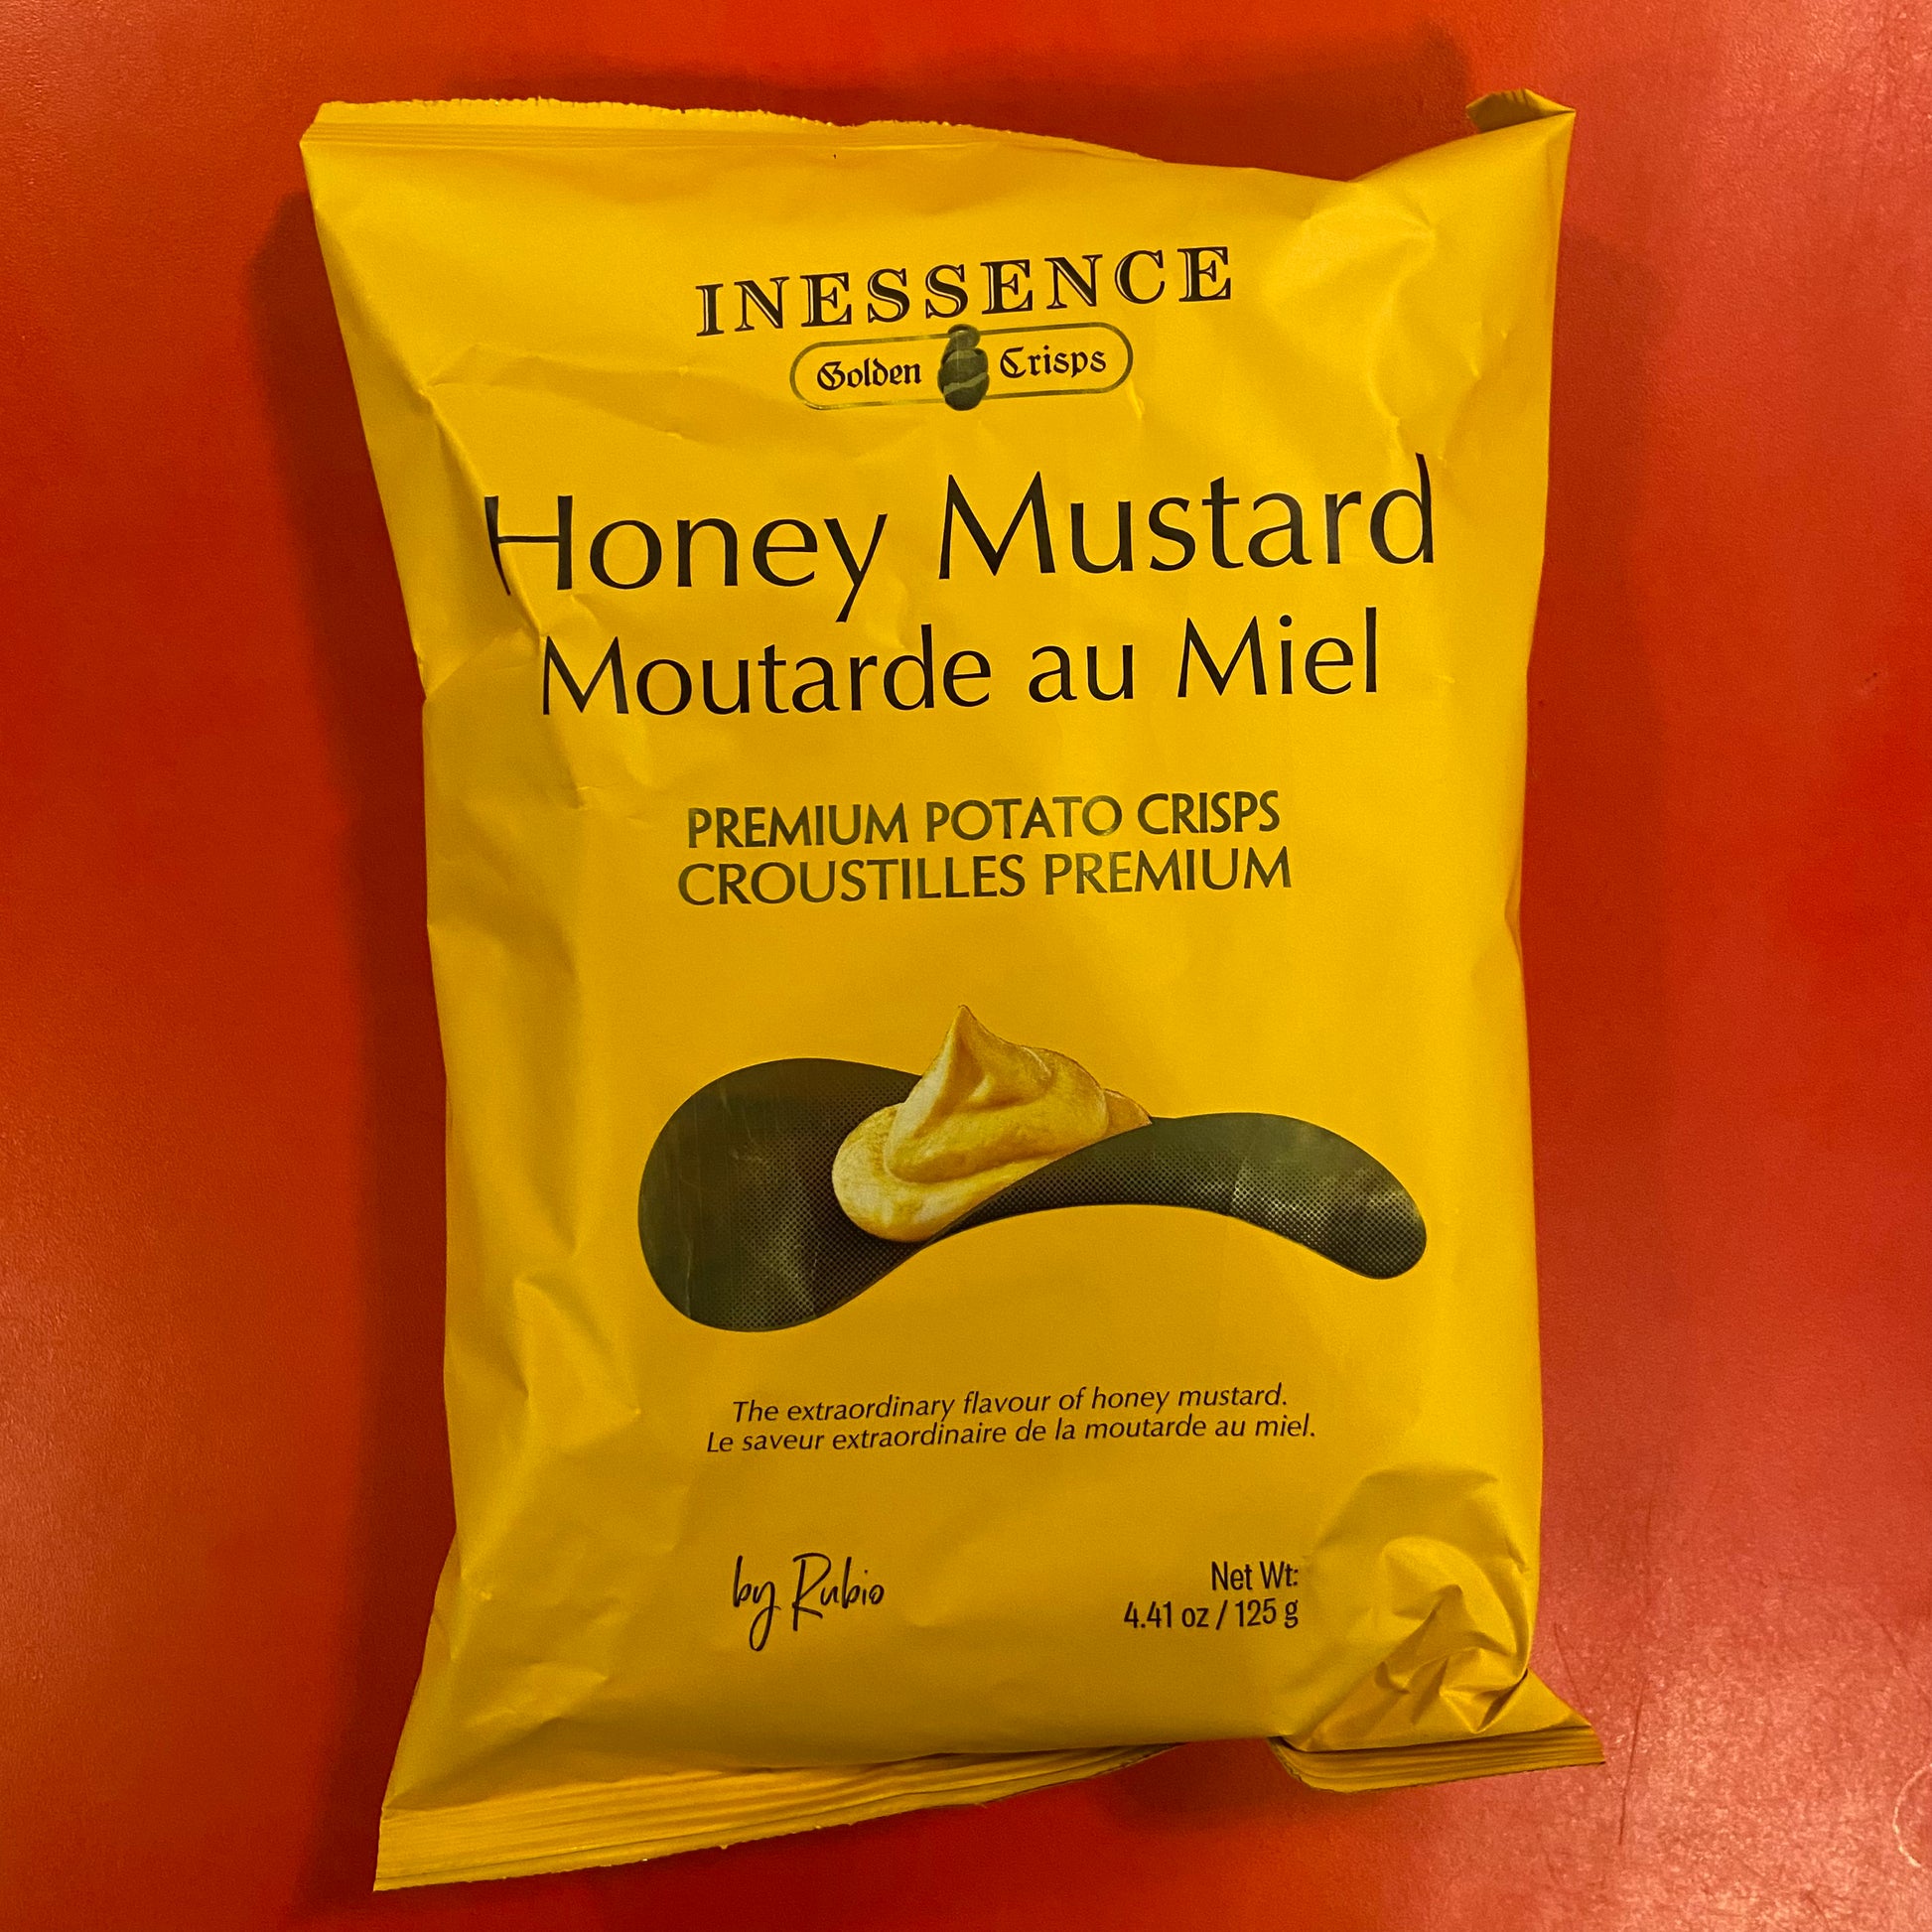 INESSENCE
Golden Crisps
Honey Mustard
Moutarde au Miel
PREMIUM POTATO CRISPS
CROUSTILLES PREMIUM
The extraordinary flavour of honey mustard.
Le saveur extraordinaire de la moutarde au miel.
by Rubio
Net Wt:
4.41 oz / 125 g